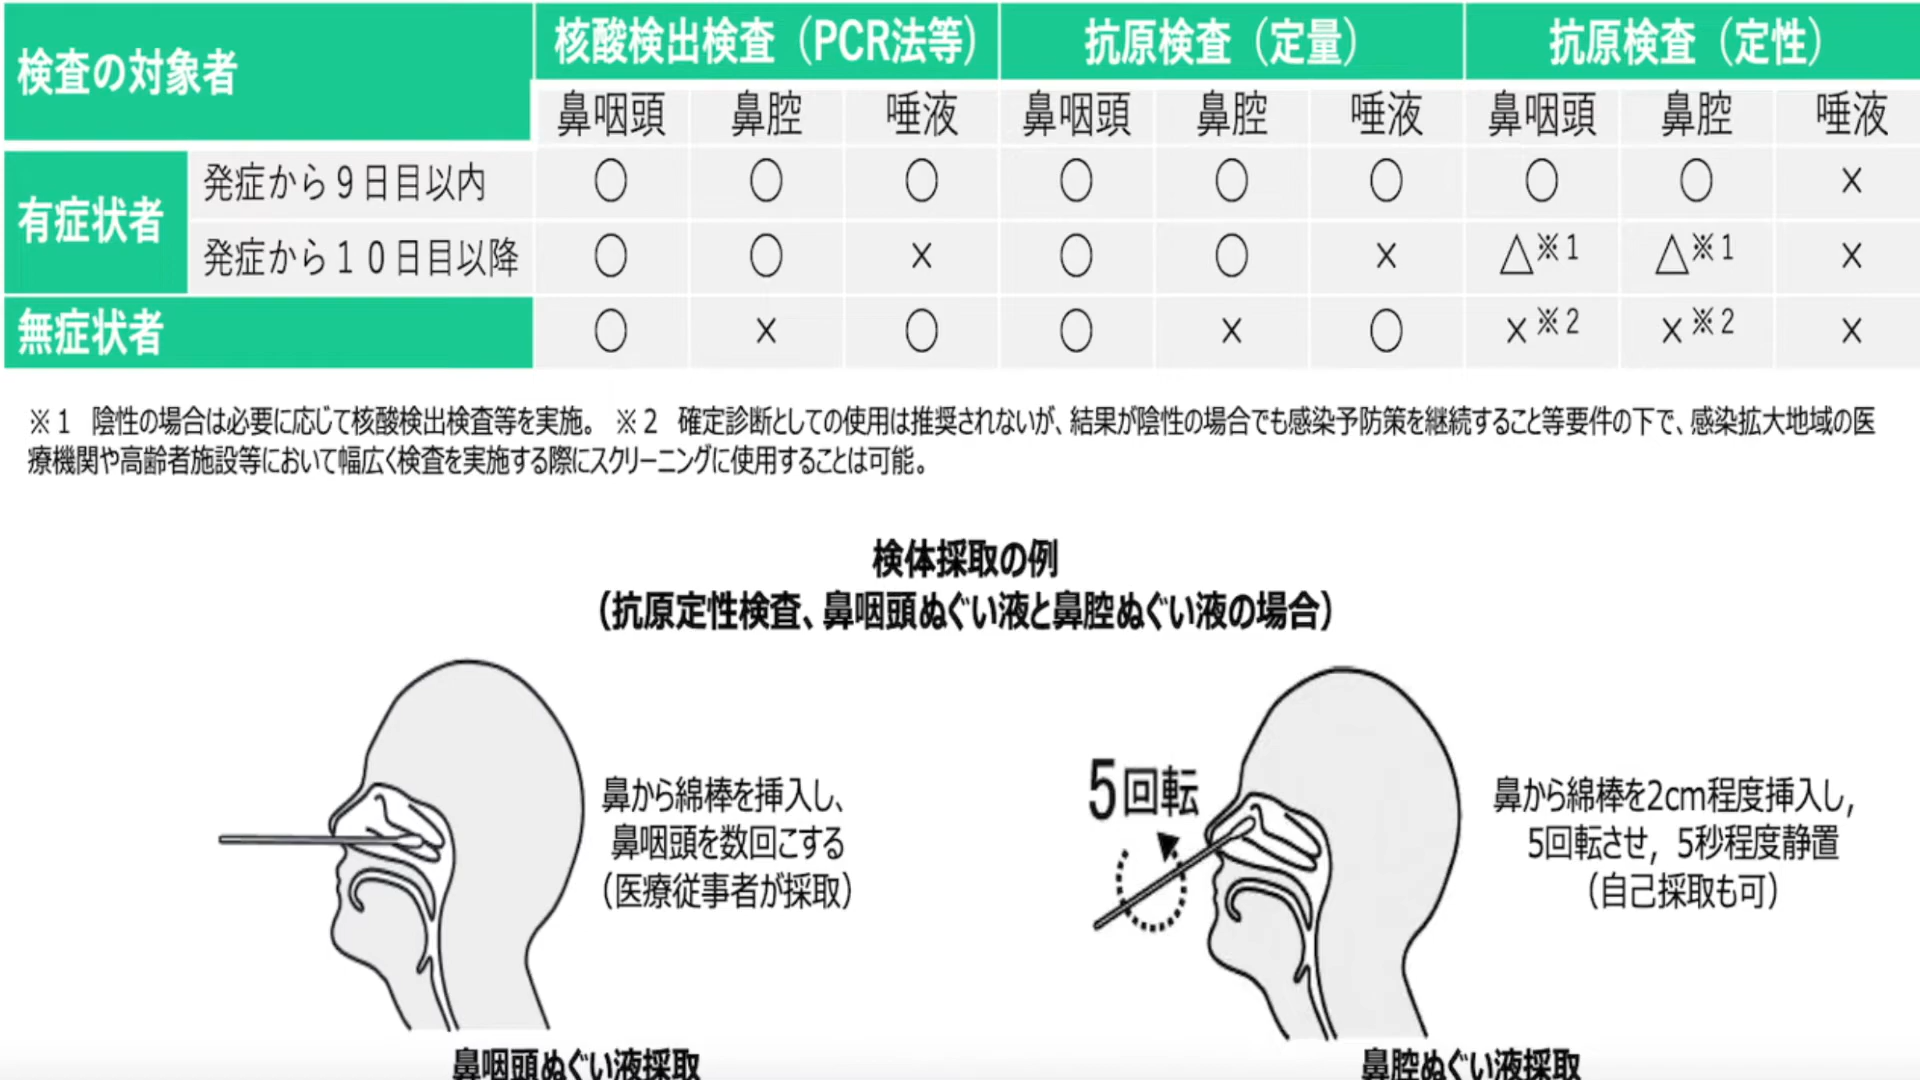 検査の対象者 核酸検出検査（PCR法等） 抗原検査（定量） 抗原検査（定性）
鼻咽頭 鼻腔 唾液 鼻咽頭 鼻腔 唾液 鼻咽頭 鼻腔 唾液
有症状者 発症から９日目以内 〇 〇 〇 〇 〇 〇 〇 〇 ×
発症から１０日目以降 〇 〇 × 〇 〇 × △※1 △※1 ×
無症状者 〇 × 〇 〇 × 〇 ×※2 ×※2 ×
※１　陰性の場合は必要に応じて核酸検出検査等を実施。　※２　確定診断としての使用は推奨されないが、結果が陰性の場合でも感染予防策を継続すること等要件の下で、感染拡大地域の医
療機関や高齢者施設等において幅広く検査を実施する際にスクリーニングに使用することは可能。
検体採取の例
（抗原定性検査、鼻咽頭ぬぐい液と鼻腔ぬぐい液の場合）
鼻から綿棒を挿入し、
鼻咽頭を数回こする
（医療従事者が採取）
鼻咽頭ぬぐい液採取
5回転
鼻から綿棒を2cm程度挿入し，
5回転させ，5秒程度静置
（自己採取も可）
鼻腔ぬぐい液採取